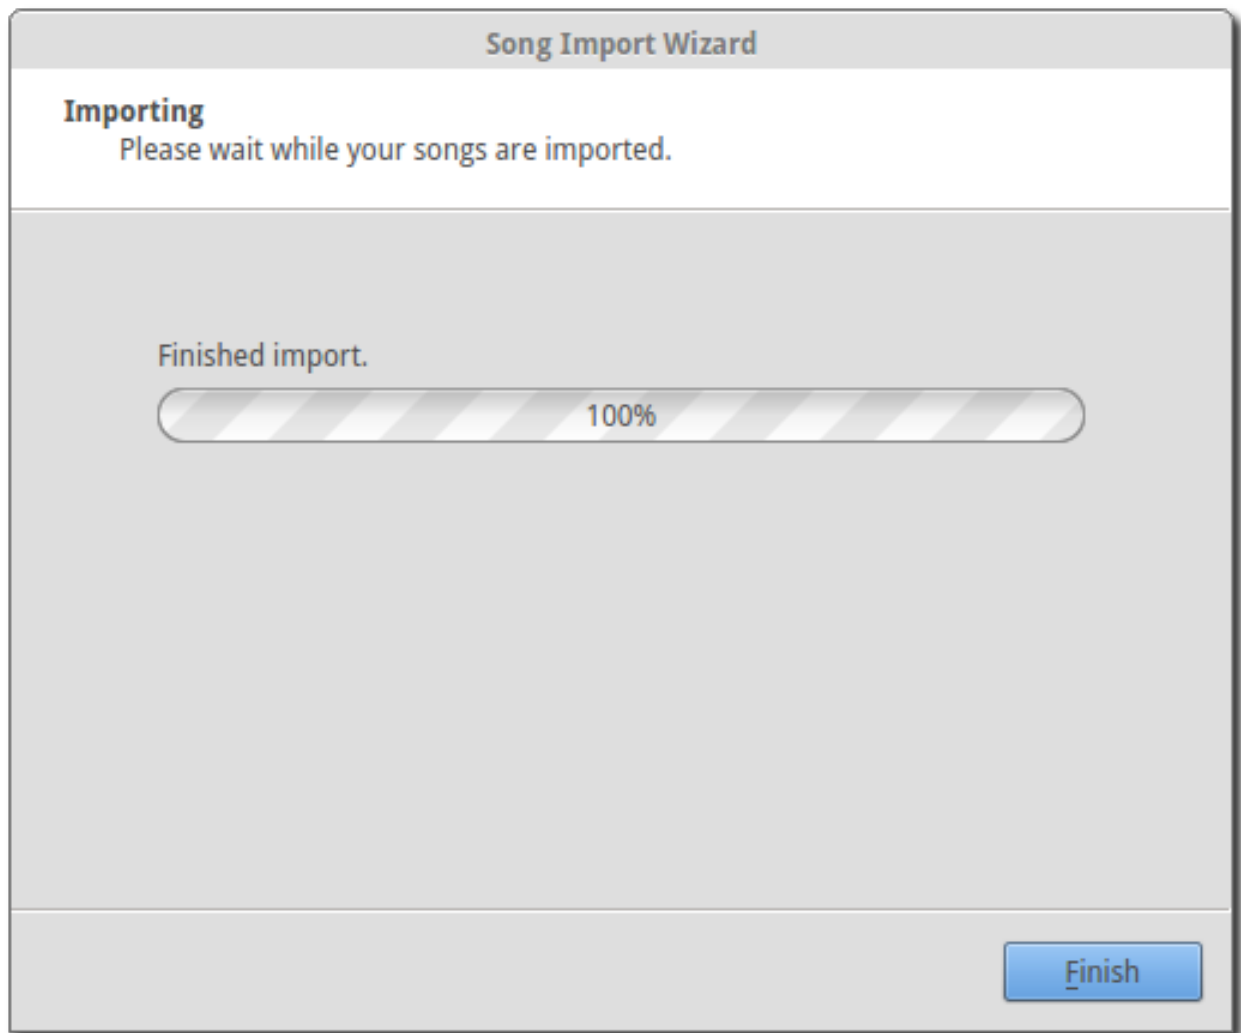 Song Import Wizard
Importing
Please wait while your songs are imported.
Finished import.
100%
Finish